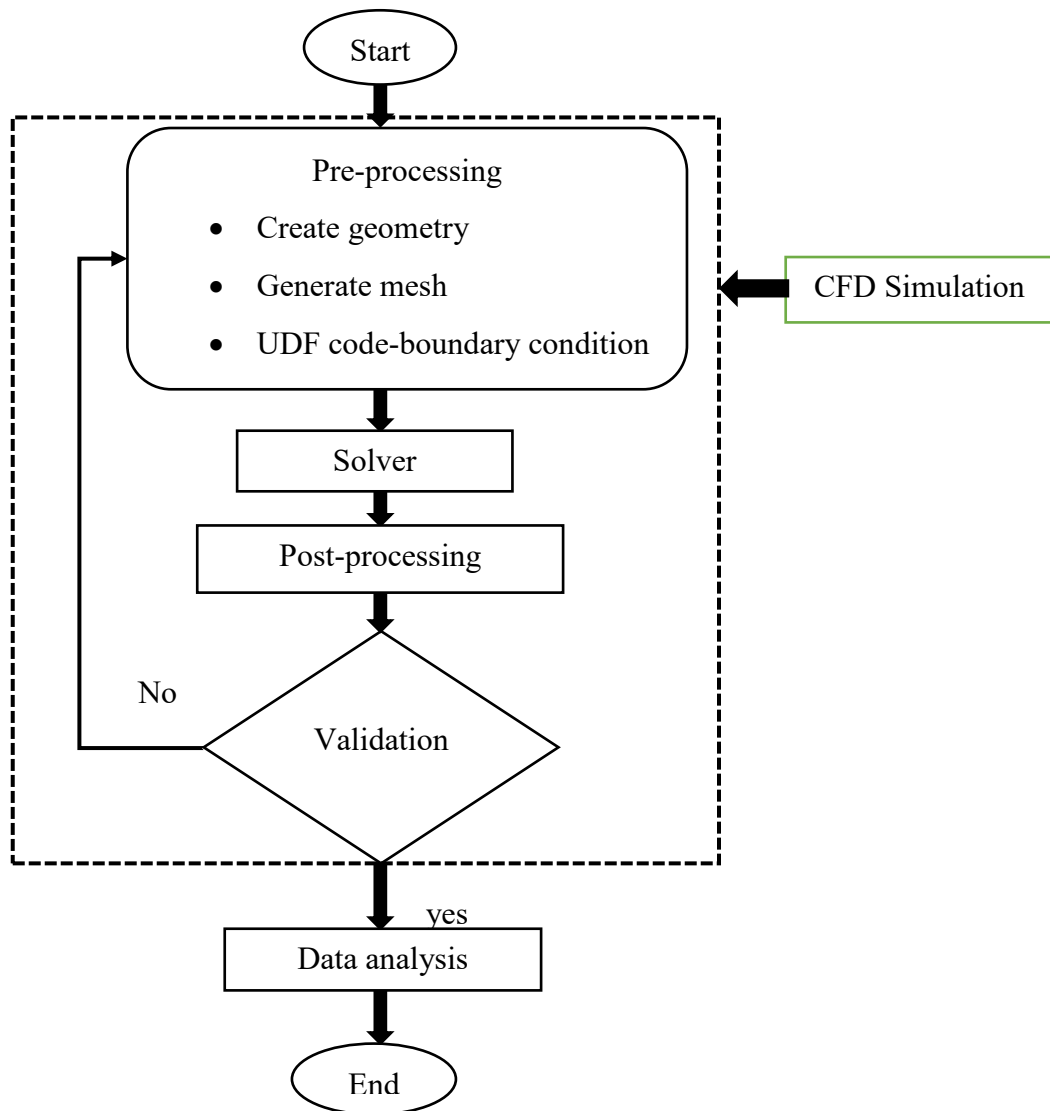 Start
Pre-processing
• Create geometry
• Generate mesh
• UDF code-boundary condition
CFD Simulation
Solver
Post-processing
No
Validation
yes
Data analysis
End